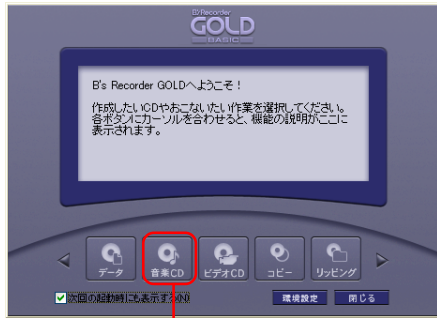 B's Recorder
GOLD
BASIC
B's Recorder GOLDへようこそ！
作成したいCDやおこないたい作業を選択してください。
各ボタンにカーソルを合わせると、機能の説明がここに
表示されます。
データ
音楽CD
ビデオCD
コピー
リッピング
次回の起動時にも表示する(N)
環境設定
閉じる